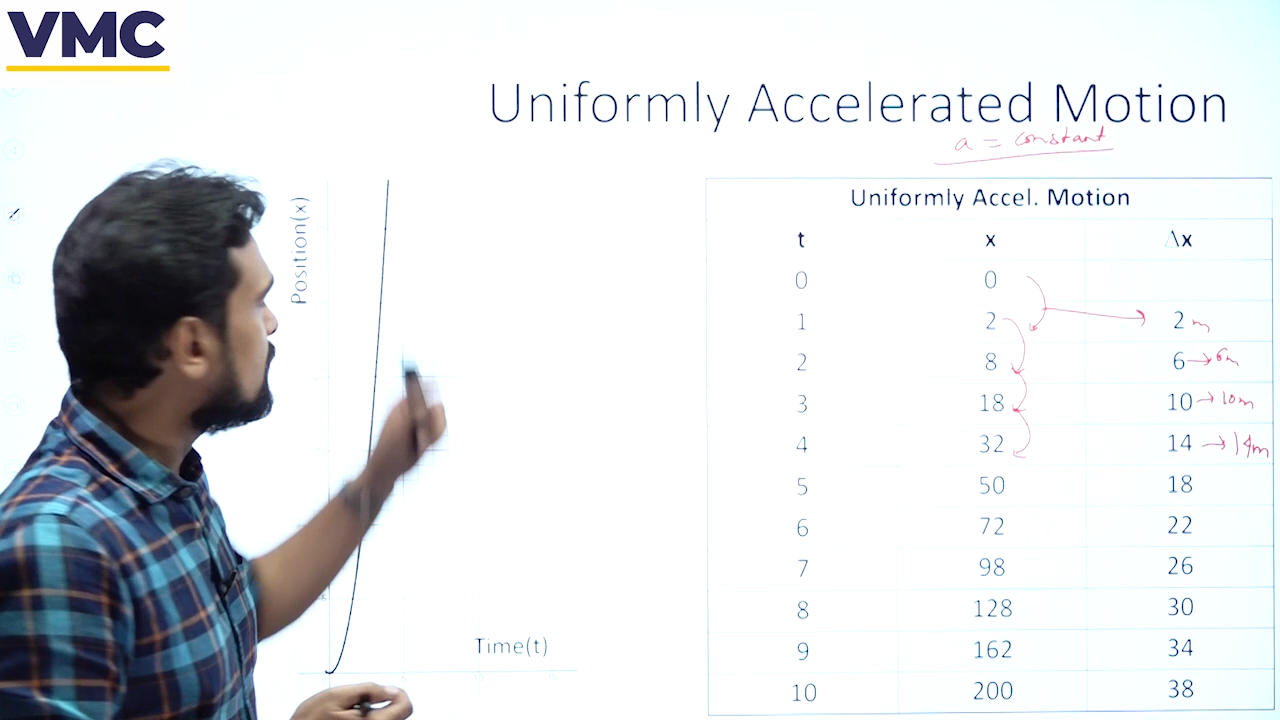 VMC
Uniformly Accelerated Motion
a = constant
Position(x)
Time(t)
Uniformly Accel. Motion
t x Δx
0 0
1 2 2 m
2 8 6 → 6m
3 18 10 → 10m
4 32 14 → 14m
5 50 18
6 72 22
7 98 26
8 128 30
9 162 34
10 200 38